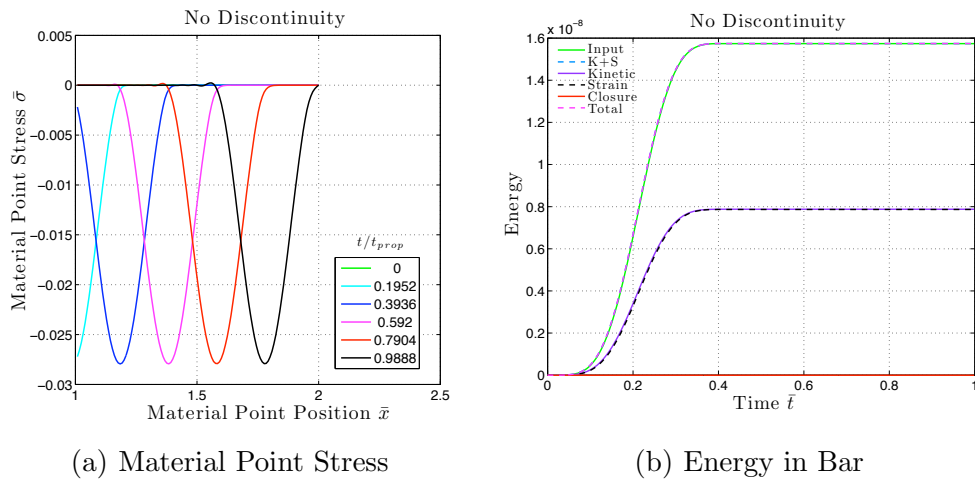 No Discontinuity
0.005
0
−0.005
−0.01
−0.015
−0.02
−0.025
−0.03
Material Point Stress σ̄
1
1.5
2
2.5
Material Point Position x̄
t/t_prop
0
0.1952
0.3936
0.592
0.7904
0.9888
(a) Material Point Stress
No Discontinuity
x 10⁻⁸
1.6
1.4
1.2
1
0.8
0.6
0.4
0.2
0
Energy
Input
K+S
Kinetic
Strain
Closure
Total
0
0.2
0.4
0.6
0.8
1
Time t̄
(b) Energy in Bar